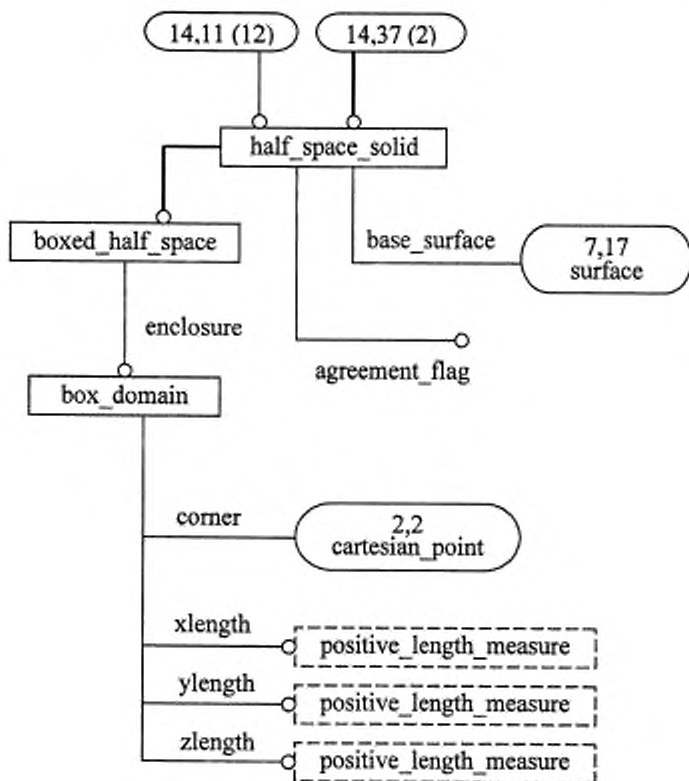 14,11 (12)
14,37 (2)
half_space_solid
boxed_half_space
base_surface
7,17
surface
enclosure
agreement_flag
box_domain
corner
2,2
cartesian_point
xlength
positive_length_measure
ylength
positive_length_measure
zlength
positive_length_measure